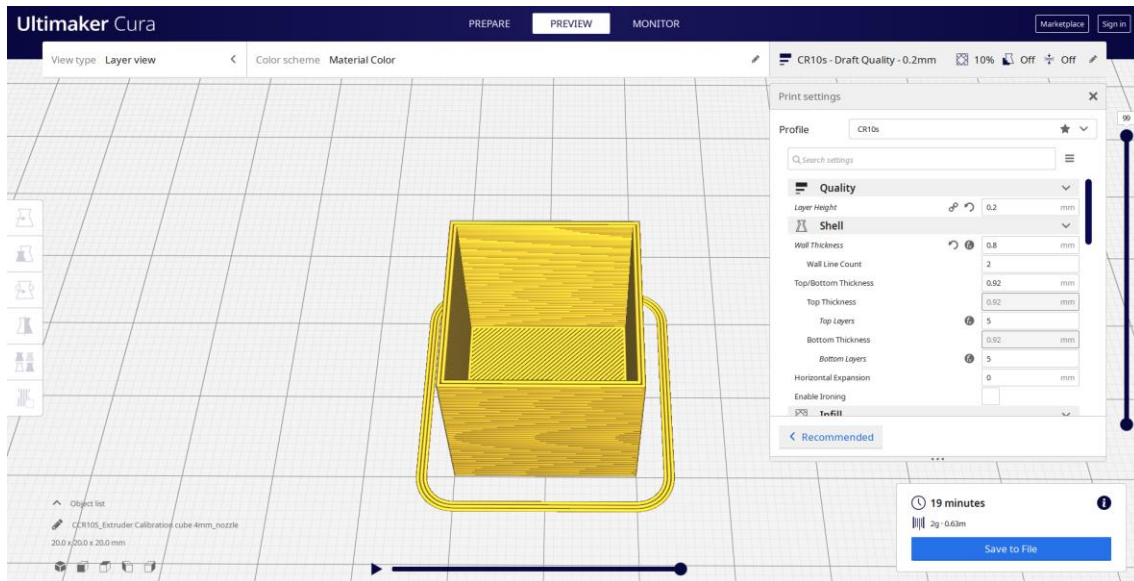 Ultimaker Cura
PREPARE PREVIEW MONITOR
Marketplace Sign in
View type Layer view
Color scheme Material Color
CR10s - Draft Quality - 0.2mm 10% Off Off
Print settings
99
Profile CR10s
Search settings
Quality
Layer Height 0.2 mm
Shell
Wall Thickness 0.8 mm
Wall Line Count 2
Top/Bottom Thickness 0.92 mm
Top Thickness 0.92 mm
Top Layers 5
Bottom Thickness 0.92 mm
Bottom Layers 5
Horizontal Expansion 0 mm
Enable Ironing
Infill
Recommended
Object list
CCR10S_Extruder Calibration cube 4mm_nozzle
20.0 x 20.0 x 20.0 mm
19 minutes
2g · 0.63m
Save to File